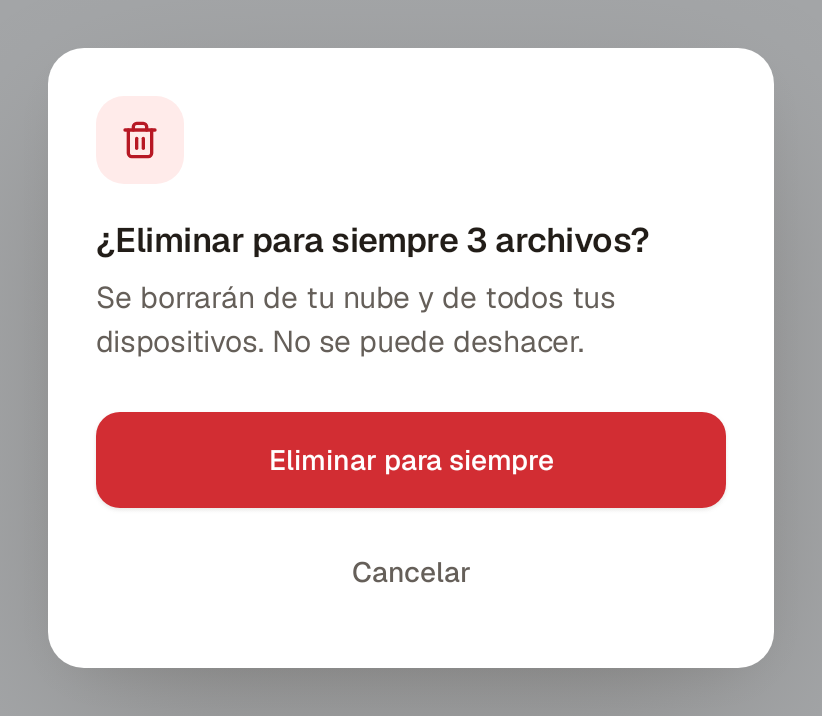 ¿Eliminar para siempre 3 archivos?
Se borrarán de tu nube y de todos tus
dispositivos. No se puede deshacer.
Eliminar para siempre
Cancelar